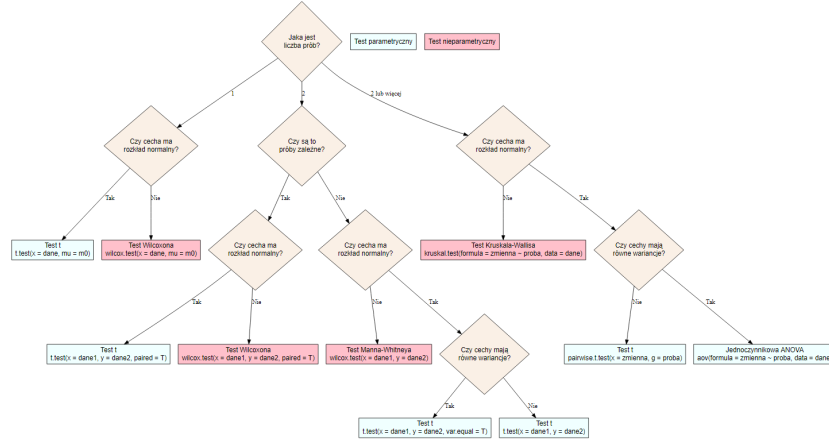 Jaka jest
liczba prób?
Test parametryczny
Test nieparametryczny
1
2
2 lub więcej
Czy cecha ma
rozkład normalny?
Czy są to
próby zależne?
Czy cecha ma
rozkład normalny?
Tak
Nie
Tak
Nie
Nie
Tak
Test t
t.test(x = dane, mu = m0)
Test Wilcoxona
wilcox.test(x = dane, mu = m0)
Czy cecha ma
rozkład normalny?
Czy cecha ma
rozkład normalny?
Test Kruskala-Wallisa
kruskal.test(formula = zmienna ~ proba, data = dane)
Czy cechy mają
równe wariancje?
Tak
Nie
Nie
Tak
Nie
Tak
Test t
t.test(x = dane1, y = dane2, paired = T)
Test Wilcoxona
wilcox.test(x = dane1, y = dane2, paired = T)
Test Manna-Whitneya
wilcox.test(x = dane1, y = dane2)
Czy cechy mają
równe wariancje?
Test t
pairwise.t.test(x = zmienna, g = proba)
Jednoczynnikowa ANOVA
aov(formula = zmienna ~ proba, data = dane
Tak
Nie
Test t
t.test(x = dane1, y = dane2, var.equal = T)
Test t
t.test(x = dane1, y = dane2)